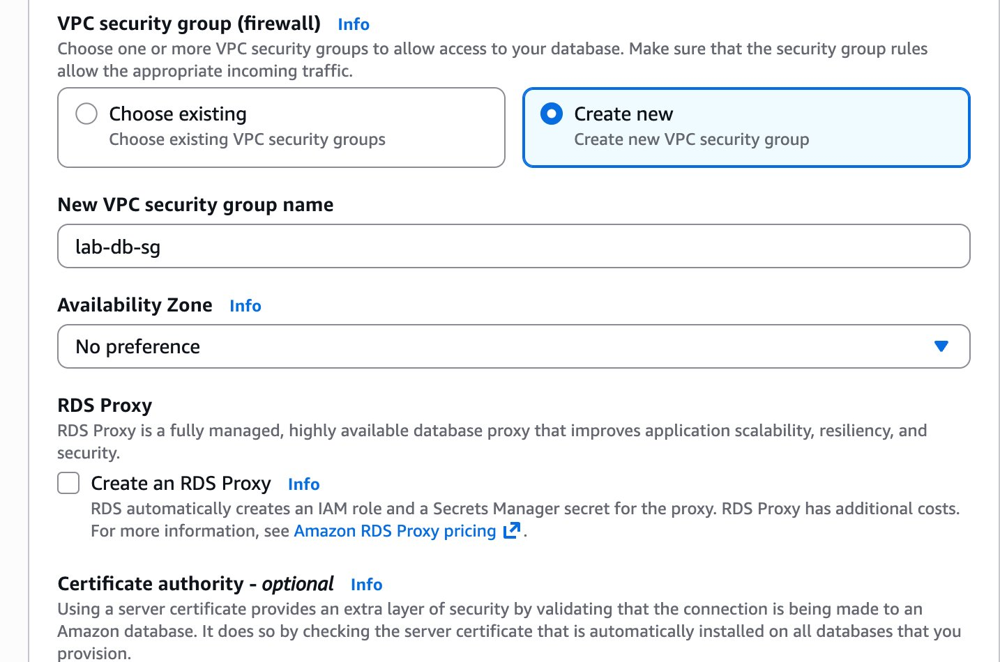 VPC security group (firewall) Info
Choose one or more VPC security groups to allow access to your database. Make sure that the security group rules
allow the appropriate incoming traffic.
Choose existing
Choose existing VPC security groups
Create new
Create new VPC security group
New VPC security group name
lab-db-sg
Availability Zone Info
No preference
RDS Proxy
RDS Proxy is a fully managed, highly available database proxy that improves application scalability, resiliency, and
security.
Create an RDS Proxy Info
RDS automatically creates an IAM role and a Secrets Manager secret for the proxy. RDS Proxy has additional costs.
For more information, see Amazon RDS Proxy pricing.
Certificate authority - optional Info
Using a server certificate provides an extra layer of security by validating that the connection is being made to an
Amazon database. It does so by checking the server certificate that is automatically installed on all databases that you
provision.